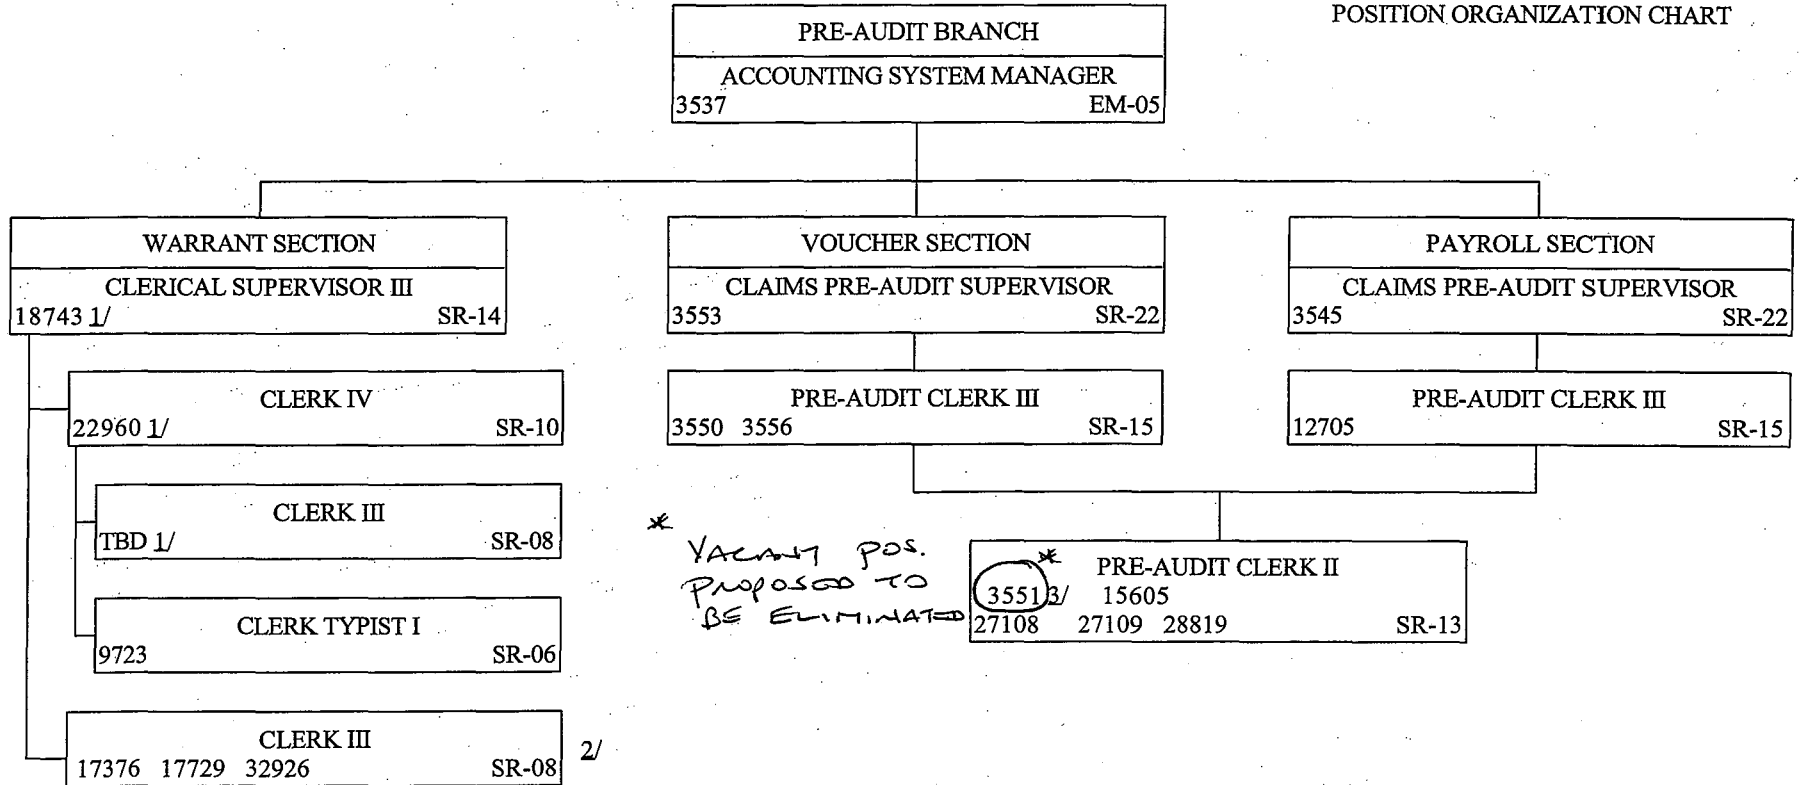 POSITION ORGANIZATION CHART
PRE-AUDIT BRANCH
ACCOUNTING SYSTEM MANAGER
3537 EM-05
WARRANT SECTION
CLERICAL SUPERVISOR III
18743 1/ SR-14
VOUCHER SECTION
CLAIMS PRE-AUDIT SUPERVISOR
3553 SR-22
PAYROLL SECTION
CLAIMS PRE-AUDIT SUPERVISOR
3545 SR-22
CLERK IV
22960 1/ SR-10
PRE-AUDIT CLERK III
3550 3556 SR-15
PRE-AUDIT CLERK III
12705 SR-15
CLERK III
TBD 1/ SR-08
CLERK TYPIST I
9723 SR-06
CLERK III
17376 17729 32926 SR-08 2/
*
VACANT POS.
PROPOSED TO
BE ELIMINATED
PRE-AUDIT CLERK II
3551 * 3/ 15605
27108 27109 28819 SR-13